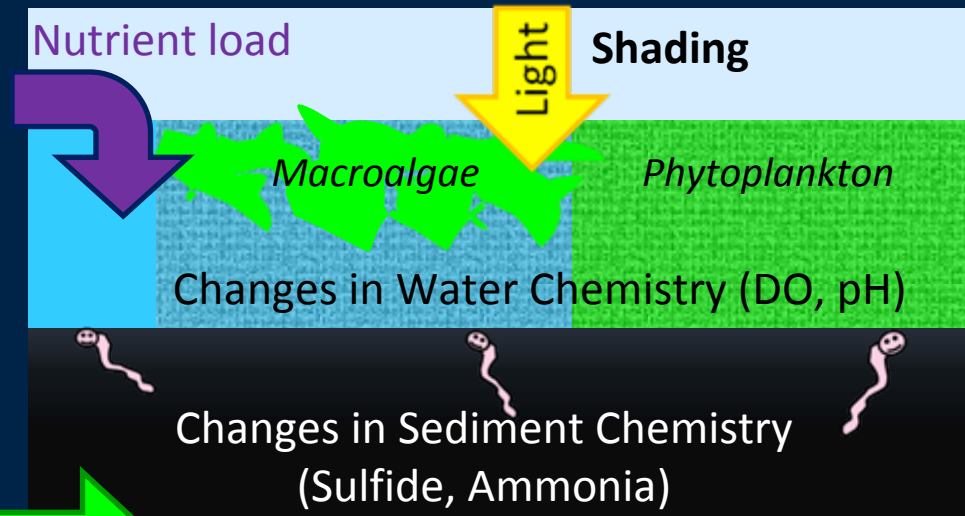 Nutrient load
Light
Shading
Macroalgae
Phytoplankton
Changes in Water Chemistry (DO, pH)
Changes in Sediment Chemistry
(Sulfide, Ammonia)